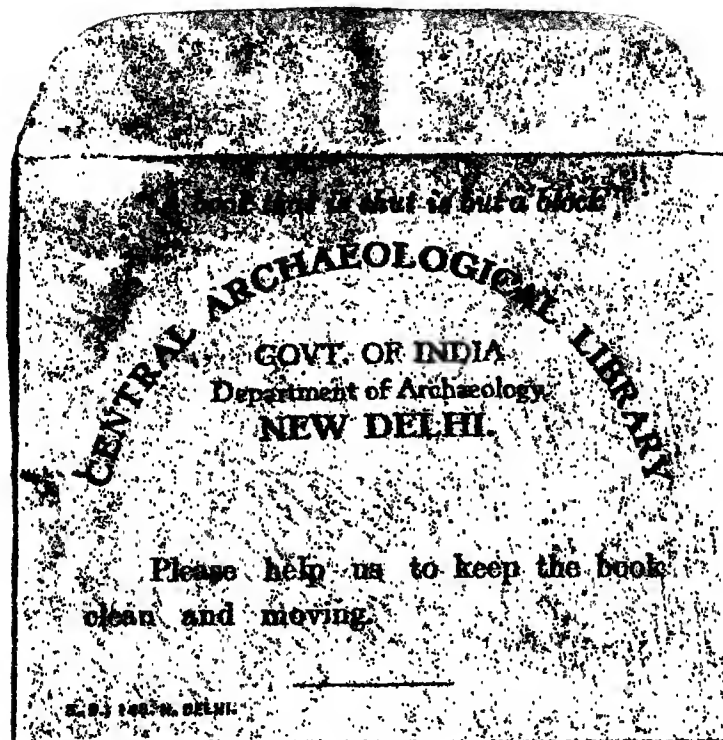 "A book that is shut is but a block"
CENTRAL ARCHAEOLOGICAL LIBRARY
GOVT. OF INDIA
Department of Archaeology
NEW DELHI.
Please help us to keep the book
clean and moving.
N. DELHI.